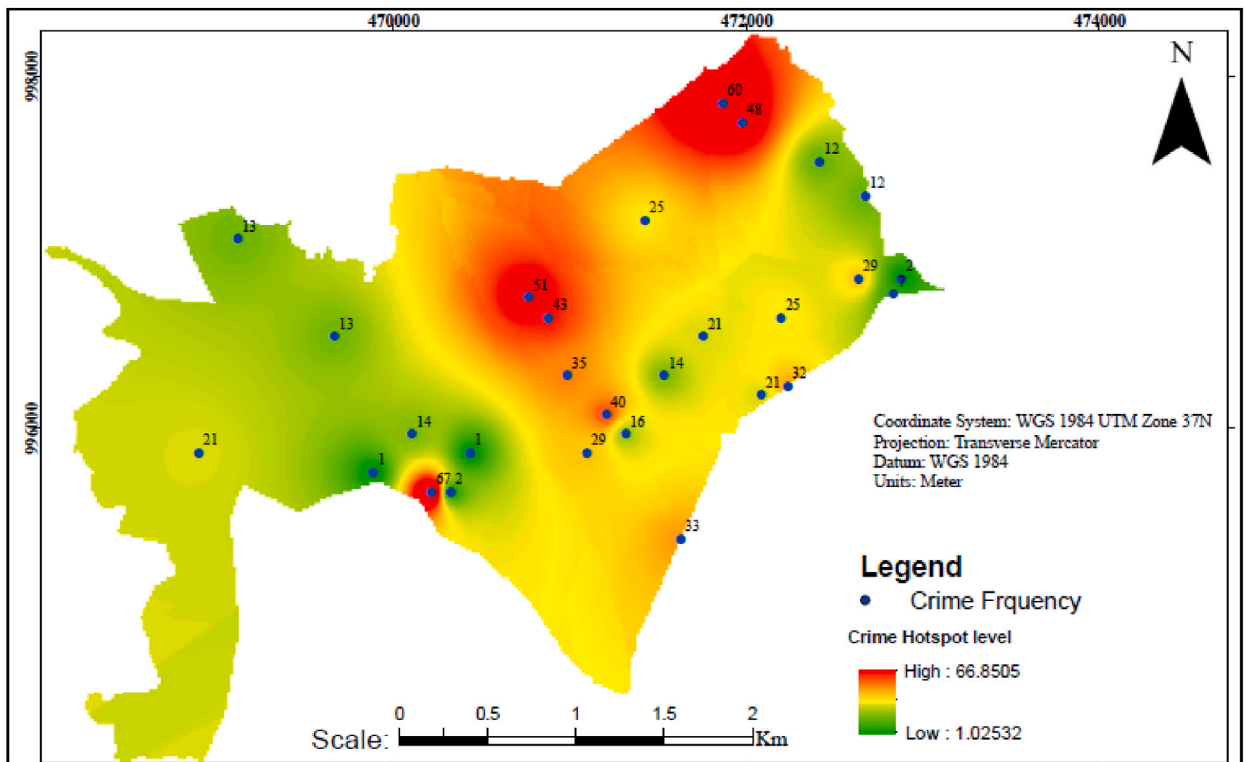 470000 472000 474000
N
998000
60
48
12
12
25
13
29 2
51
43
25
13
21
35 14
32
21
40
16
14
996000
21
1
29
1
67 2
33
Coordinate System: WGS 1984 UTM Zone 37N
Projection: Transverse Mercator
Datum: WGS 1984
Units: Meter
Legend
Crime Frquency
Crime Hotspot level
High : 66.8505
Low : 1.02532
0 0.5 1 1.5 2
Scale: Km